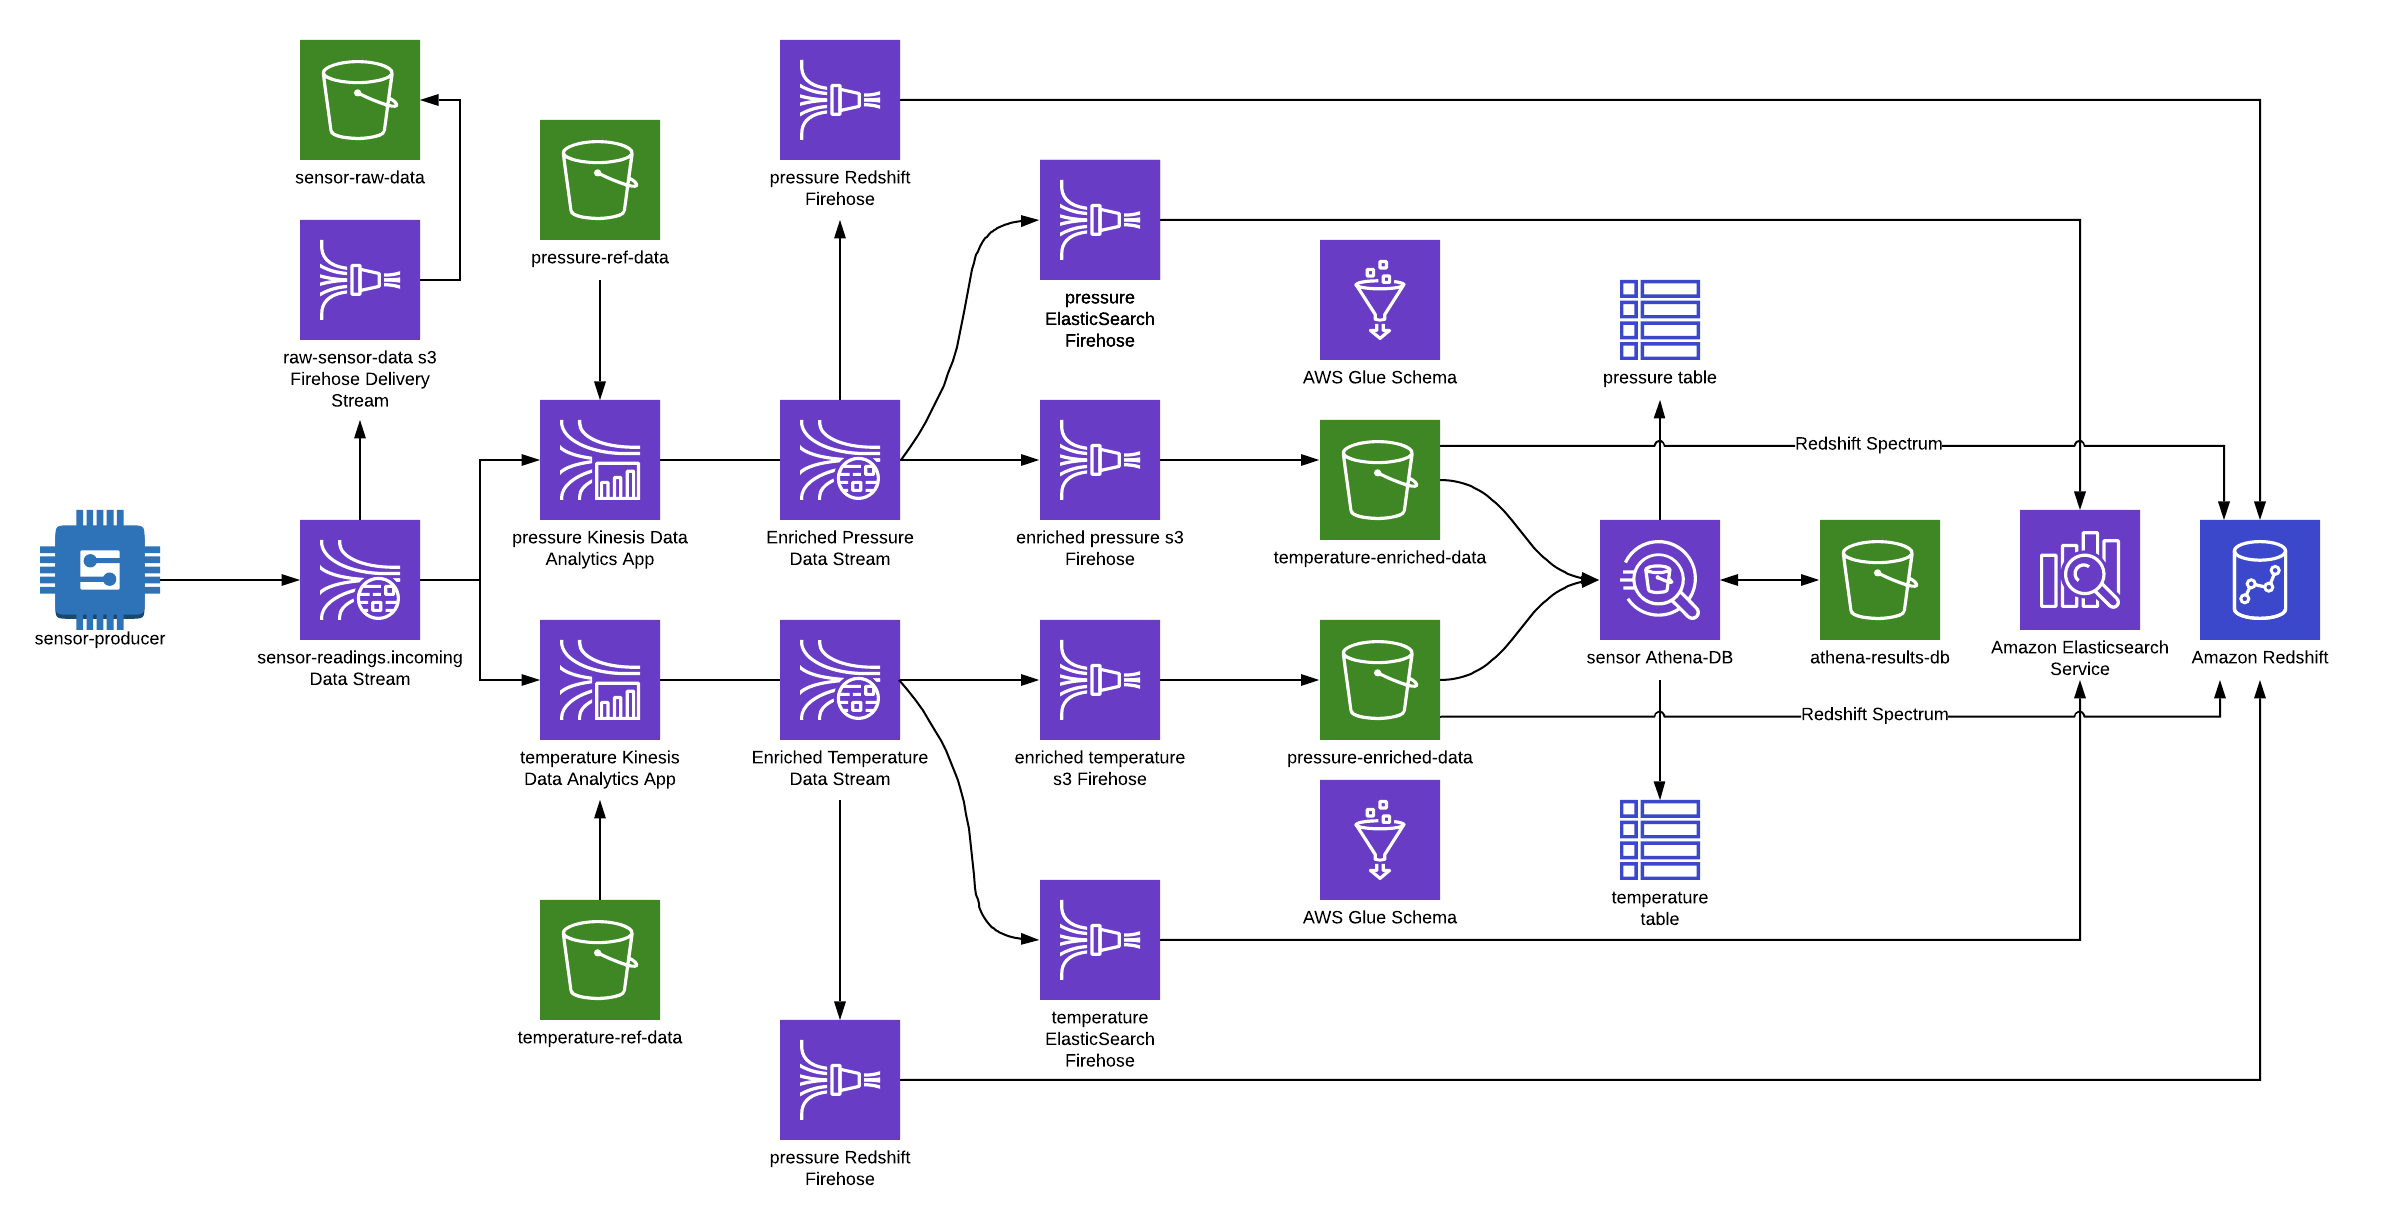 sensor-raw-data
raw-sensor-data s3
Firehose Delivery
Stream
sensor-producer
sensor-readings.incoming
Data Stream
pressure-ref-data
pressure Kinesis Data
Analytics App
temperature Kinesis
Data Analytics App
temperature-ref-data
pressure Redshift
Firehose
Enriched Pressure
Data Stream
Enriched Temperature
Data Stream
pressure Redshift
Firehose
pressure
ElasticSearch
Firehose
enriched pressure s3
Firehose
enriched temperature
s3 Firehose
temperature
ElasticSearch
Firehose
AWS Glue Schema
temperature-enriched-data
pressure-enriched-data
AWS Glue Schema
pressure table
sensor Athena-DB
temperature
table
Redshift Spectrum
athena-results-db
Redshift Spectrum
Amazon Elasticsearch
Service
Amazon Redshift